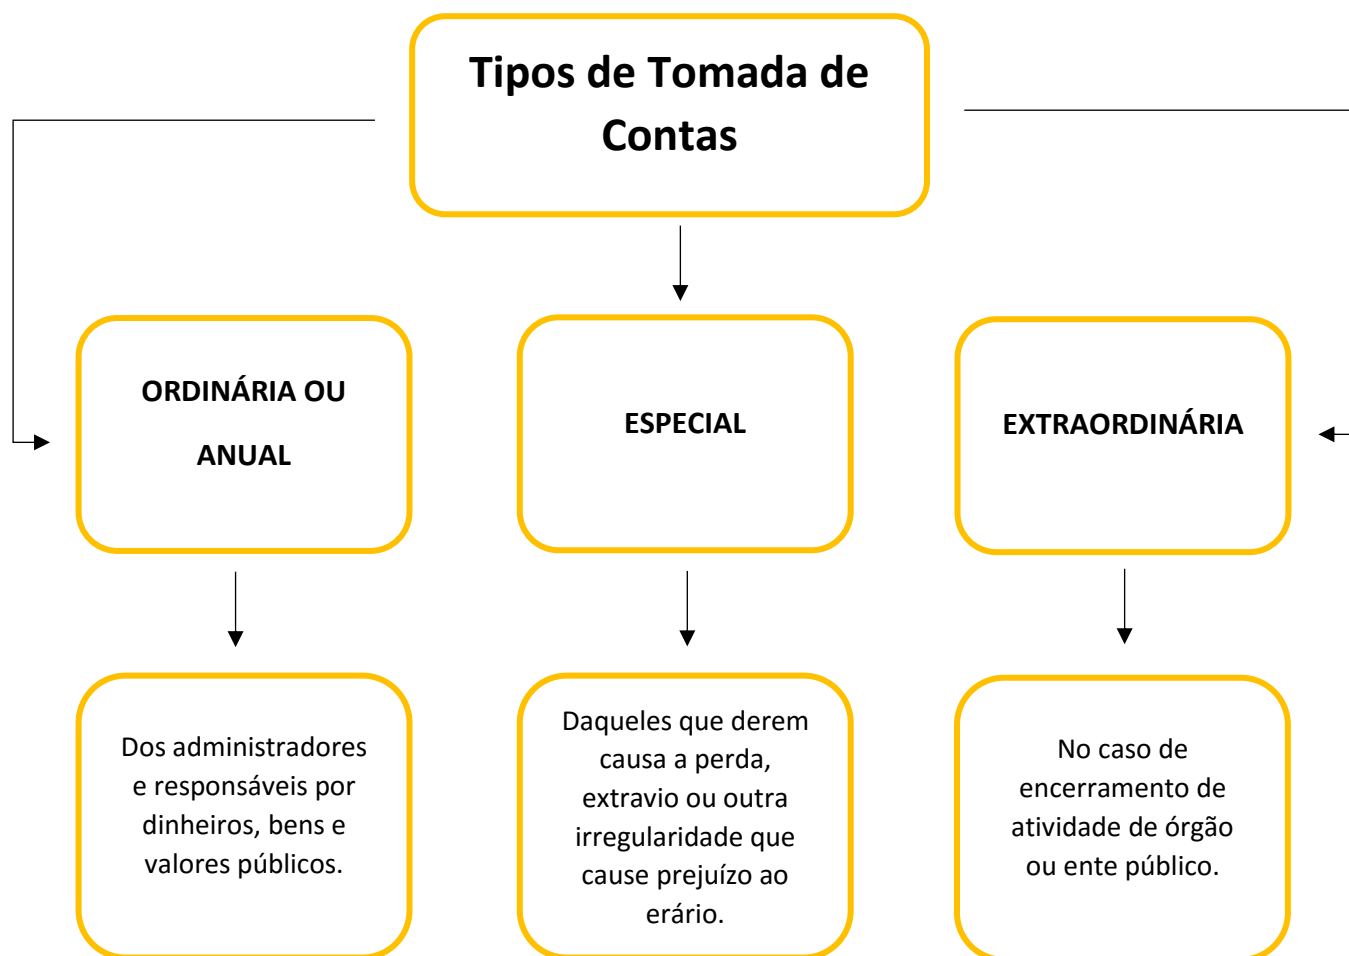 Tipos de Tomada de
Contas
ORDINÁRIA OU
ANUAL
ESPECIAL
EXTRAORDINÁRIA
Dos administradores
e responsáveis por
dinheiros, bens e
valores públicos.
Daqueles que derem
causa a perda,
extravio ou outra
irregularidade que
cause prejuízo ao
erário.
No caso de
encerramento de
atividade de órgão
ou ente público.